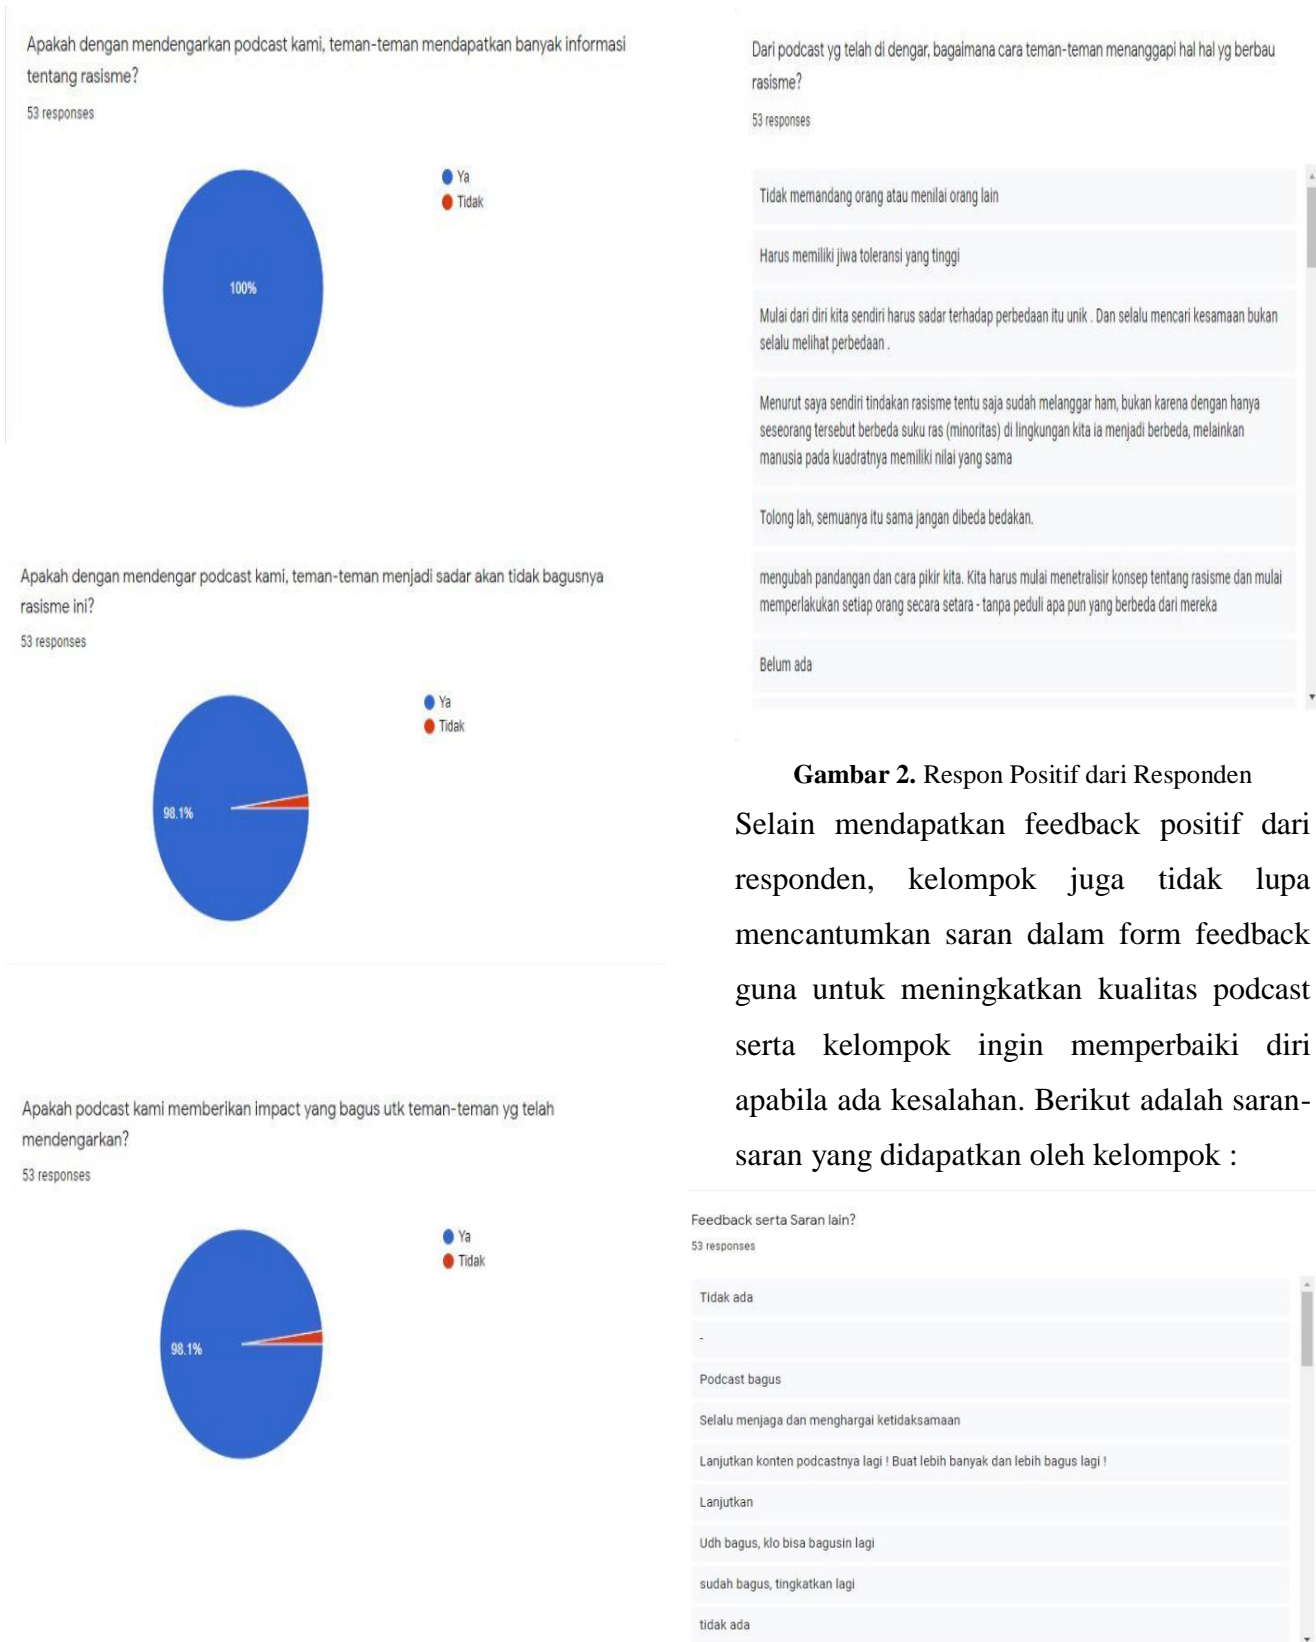 Apakah dengan mendengarkan podcast kami, teman-teman mendapatkan banyak informasi
tentang rasisme?
53 responses
Ya
Tidak
100%
Apakah dengan mendengar podcast kami, teman-teman menjadi sadar akan tidak bagusnya
rasisme ini?
53 responses
Ya
Tidak
98.1%
Apakah podcast kami memberikan impact yang bagus utk teman-teman yg telah
mendengarkan?
53 responses
Ya
Tidak
98.1%
Dari podcast yg telah di dengar, bagaimana cara teman-teman menanggapi hal hal yg berbau
rasisme?
53 responses
Tidak memandang orang atau menilai orang lain
Harus memiliki jiwa toleransi yang tinggi
Mulai dari diri kita sendiri harus sadar terhadap perbedaan itu unik . Dan selalu mencari kesamaan bukan
selalu melihat perbedaan .
Menurut saya sendiri tindakan rasisme tentu saja sudah melanggar ham, bukan karena dengan hanya
seseorang tersebut berbeda suku ras (minoritas) di lingkungan kita ia menjadi berbeda, melainkan
manusia pada kuadratnya memiliki nilai yang sama
Tolong lah, semuanya itu sama jangan dibeda bedakan.
mengubah pandangan dan cara pikir kita. Kita harus mulai menetralisir konsep tentang rasisme dan mulai
memperlakukan setiap orang secara setara - tanpa peduli apa pun yang berbeda dari mereka
Belum ada
Gambar 2. Respon Positif dari Responden
Selain mendapatkan feedback positif dari
responden, kelompok juga tidak lupa
mencantumkan saran dalam form feedback
guna untuk meningkatkan kualitas podcast
serta kelompok ingin memperbaiki diri
apabila ada kesalahan. Berikut adalah saran-
saran yang didapatkan oleh kelompok :
Feedback serta Saran lain?
53 responses
Tidak ada
-
Podcast bagus
Selalu menjaga dan menghargai ketidaksamaan
Lanjutkan konten podcastnya lagi ! Buat lebih banyak dan lebih bagus lagi !
Lanjutkan
Udh bagus, klo bisa bagusin lagi
sudah bagus, tingkatkan lagi
tidak ada